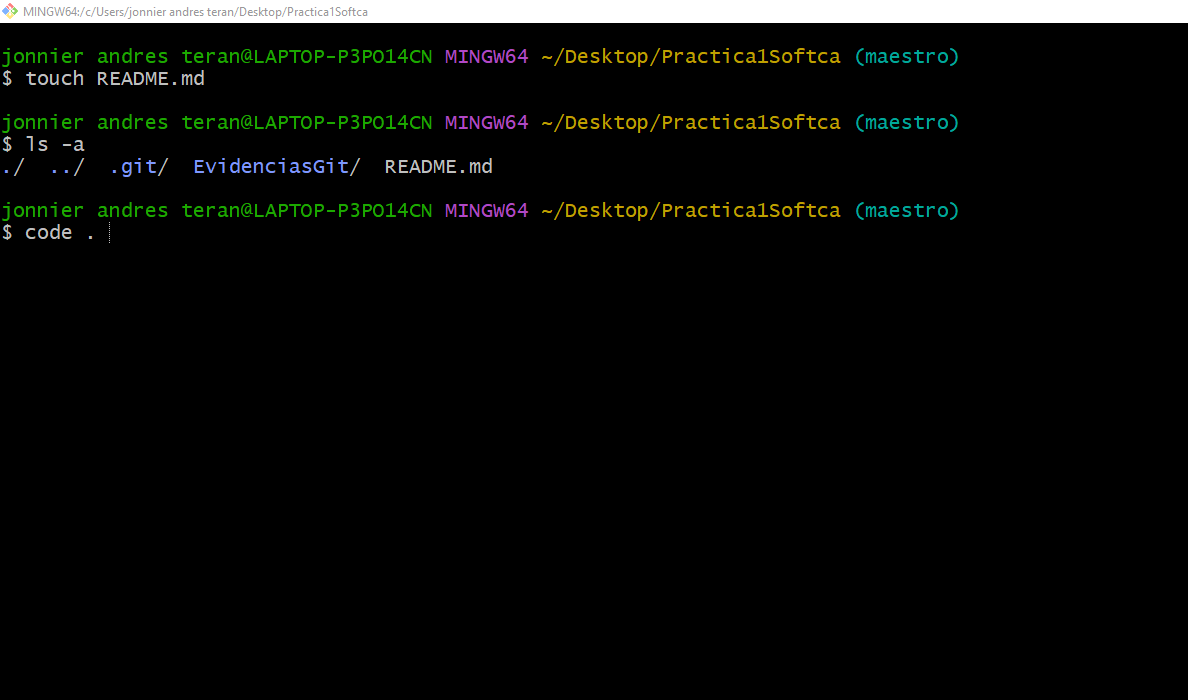 MINGW64:/c/Users/jonnier andres teran/Desktop/Practica1Softca
jonnier andres teran@LAPTOP-P3PO14CN MINGW64 ~/Desktop/Practica1Softca (maestro)
$ touch README.md
jonnier andres teran@LAPTOP-P3PO14CN MINGW64 ~/Desktop/Practica1Softca (maestro)
$ ls -a
./  ../  .git/  EvidenciasGit/  README.md
jonnier andres teran@LAPTOP-P3PO14CN MINGW64 ~/Desktop/Practica1Softca (maestro)
$ code .